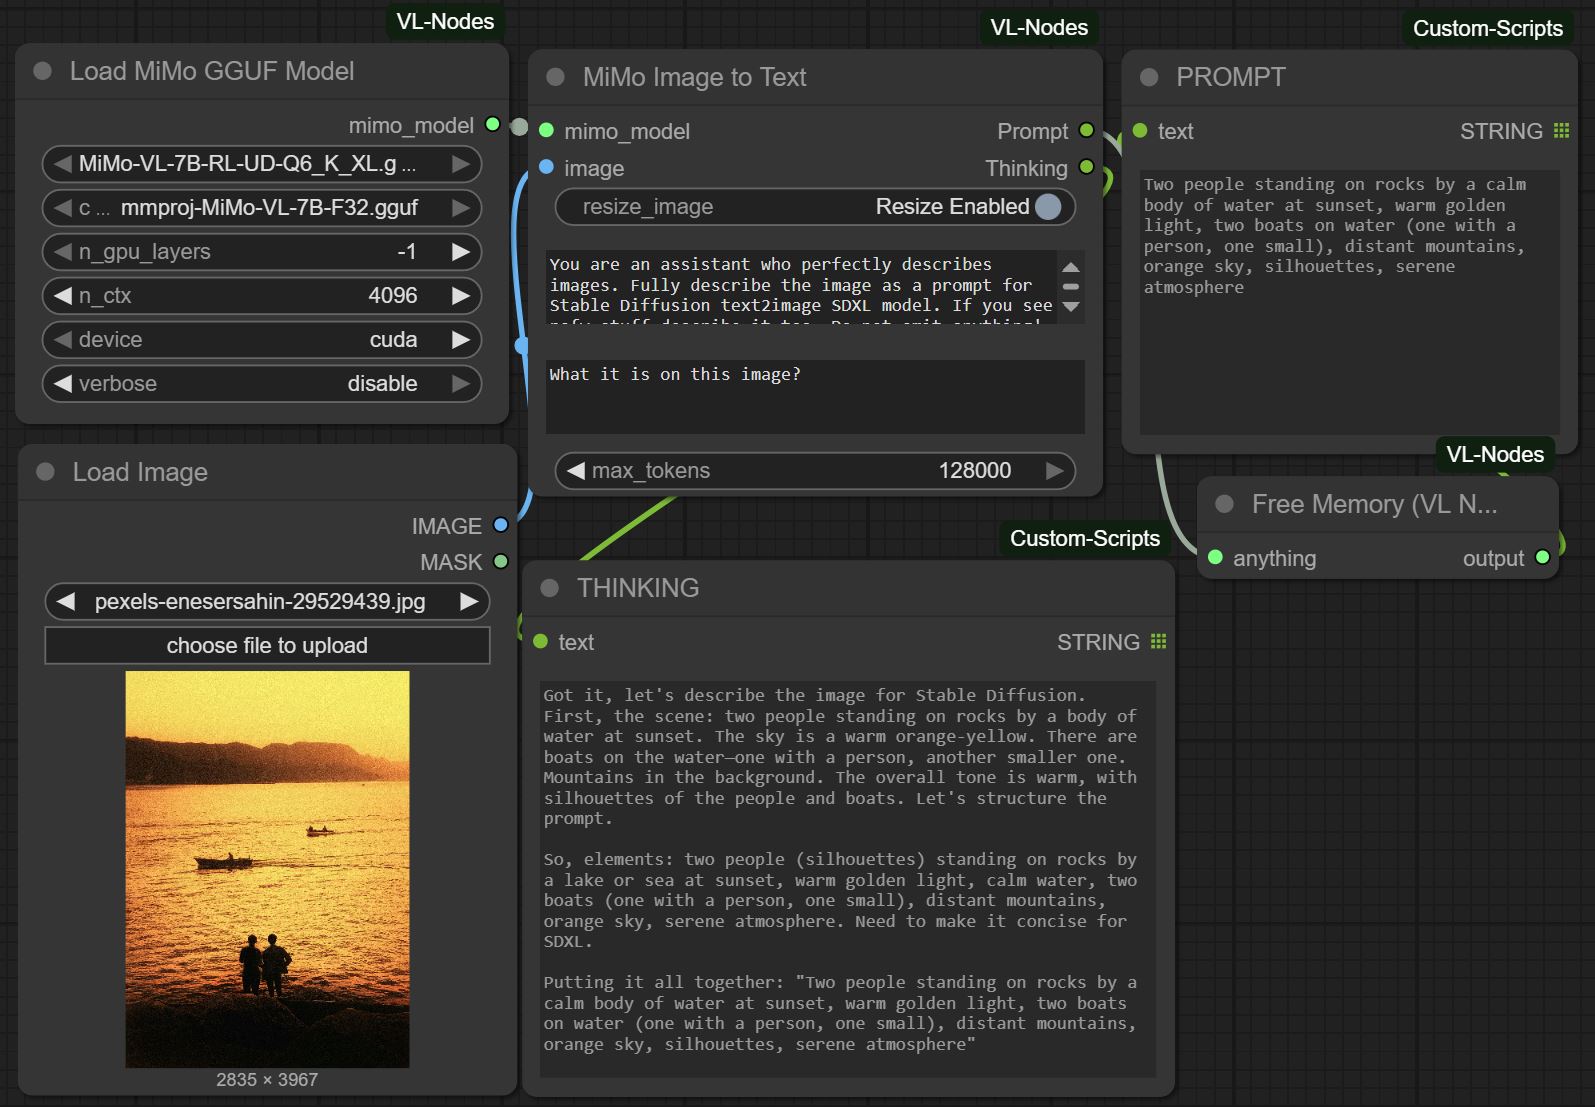 VL-Nodes
Load MiMo GGUF Model
mimo_model
MiMo-VL-7B-RL-UD-Q6_K_XL.g ...
c ... mmproj-MiMo-VL-7B-F32.gguf
n_gpu_layers -1
n_ctx 4096
device cuda
verbose disable
Load Image
IMAGE
MASK
pexels-enesersahin-29529439.jpg
choose file to upload
2835 × 3967
VL-Nodes
MiMo Image to Text
mimo_model Prompt
image Thinking
resize_image Resize Enabled
You are an assistant who perfectly describes
images. Fully describe the image as a prompt for
Stable Diffusion text2image SDXL model. If you see
What it is on this image?
max_tokens 128000
Custom-Scripts
THINKING
text STRING
Got it, let's describe the image for Stable Diffusion.
First, the scene: two people standing on rocks by a body of
water at sunset. The sky is a warm orange-yellow. There are
boats on the water—one with a person, another smaller one.
Mountains in the background. The overall tone is warm, with
silhouettes of the people and boats. Let's structure the
prompt.
So, elements: two people (silhouettes) standing on rocks by
a lake or sea at sunset, warm golden light, calm water, two
boats (one with a person, one small), distant mountains,
orange sky, serene atmosphere. Need to make it concise for
SDXL.
Putting it all together: "Two people standing on rocks by a
calm body of water at sunset, warm golden light, two boats
on water (one with a person, one small), distant mountains,
orange sky, silhouettes, serene atmosphere"
Custom-Scripts
PROMPT
text STRING
Two people standing on rocks by a calm
body of water at sunset, warm golden
light, two boats on water (one with a
person, one small), distant mountains,
orange sky, silhouettes, serene
atmosphere
VL-Nodes
Free Memory (VL N...
anything output